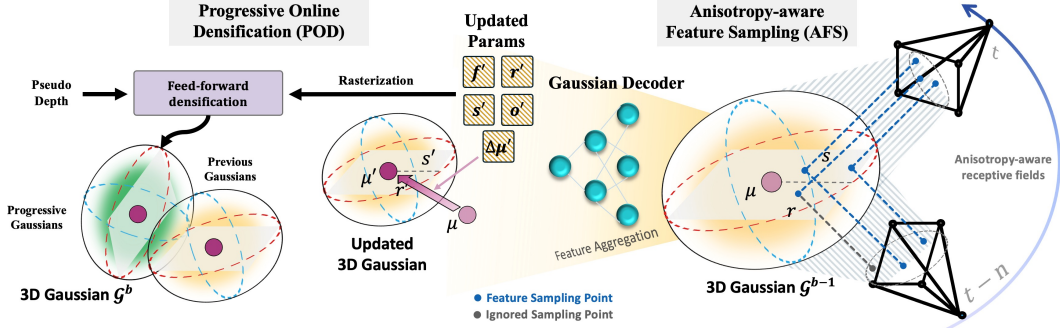 Progressive Online
Densification (POD)
Updated
Params
Anisotropy-aware
Feature Sampling (AFS)
Pseudo
Depth
Feed-forward
densification
Rasterization
f′ r′
s′ o′
Δμ′
Gaussian Decoder
t
Previous
Gaussians
Progressive
Gaussians
s′
μ′
r′
μ
Updated
3D Gaussian
Feature Aggregation
s
μ
r
Anisotropy-aware
receptive fields
t − n
3D Gaussian 𝒢ᵇ
3D Gaussian 𝒢ᵇ⁻¹
Feature Sampling Point
Ignored Sampling Point